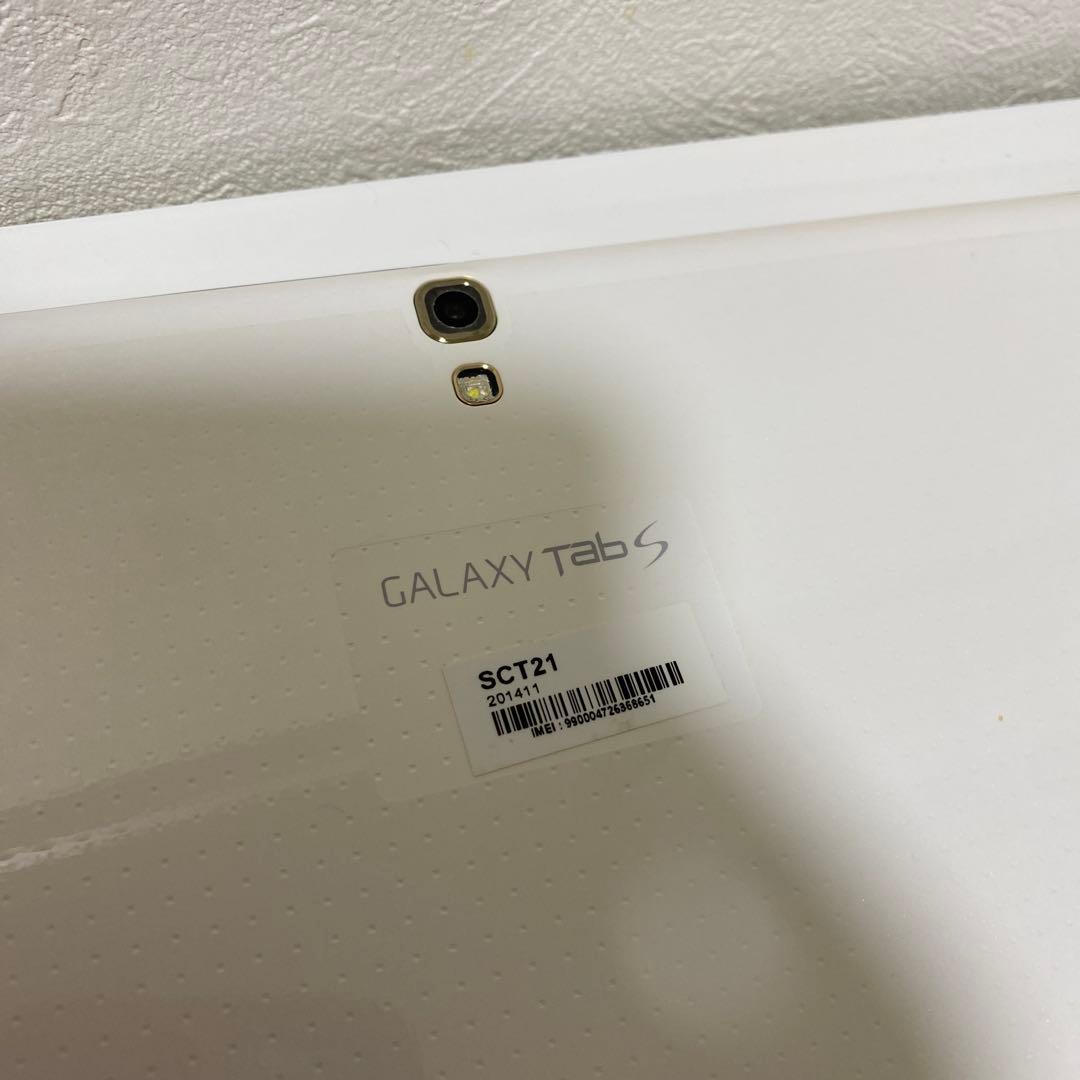 GALAXY Tab S
SCT21
201411
IMEI : 990004726368651